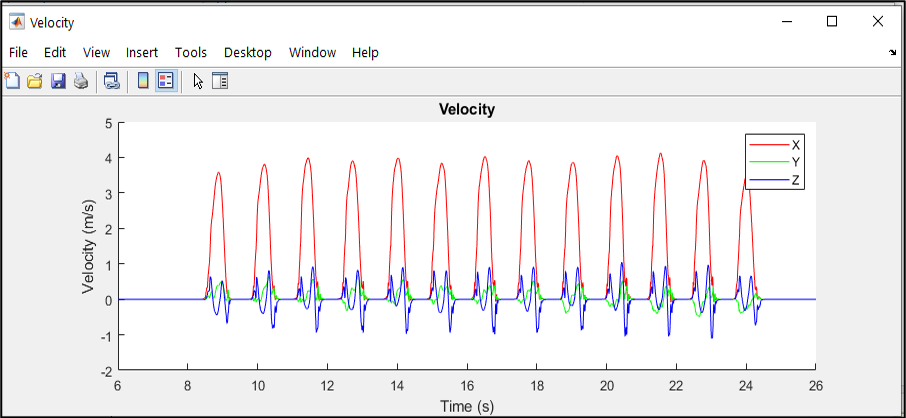 Velocity
File Edit View Insert Tools Desktop Window Help
Velocity
5
4
3
2
1
0
-1
-2
Velocity (m/s)
X
Y
Z
6 8 10 12 14 16 18 20 22 24 26
Time (s)